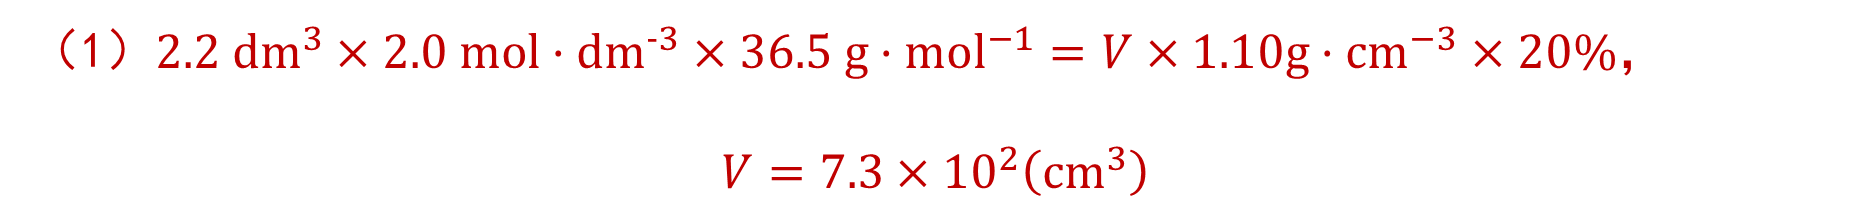 （1）2.2 dm³ × 2.0 mol · dm⁻³ × 36.5 g · mol⁻¹ = V × 1.10g · cm⁻³ × 20%,
V = 7.3 × 10²(cm³)